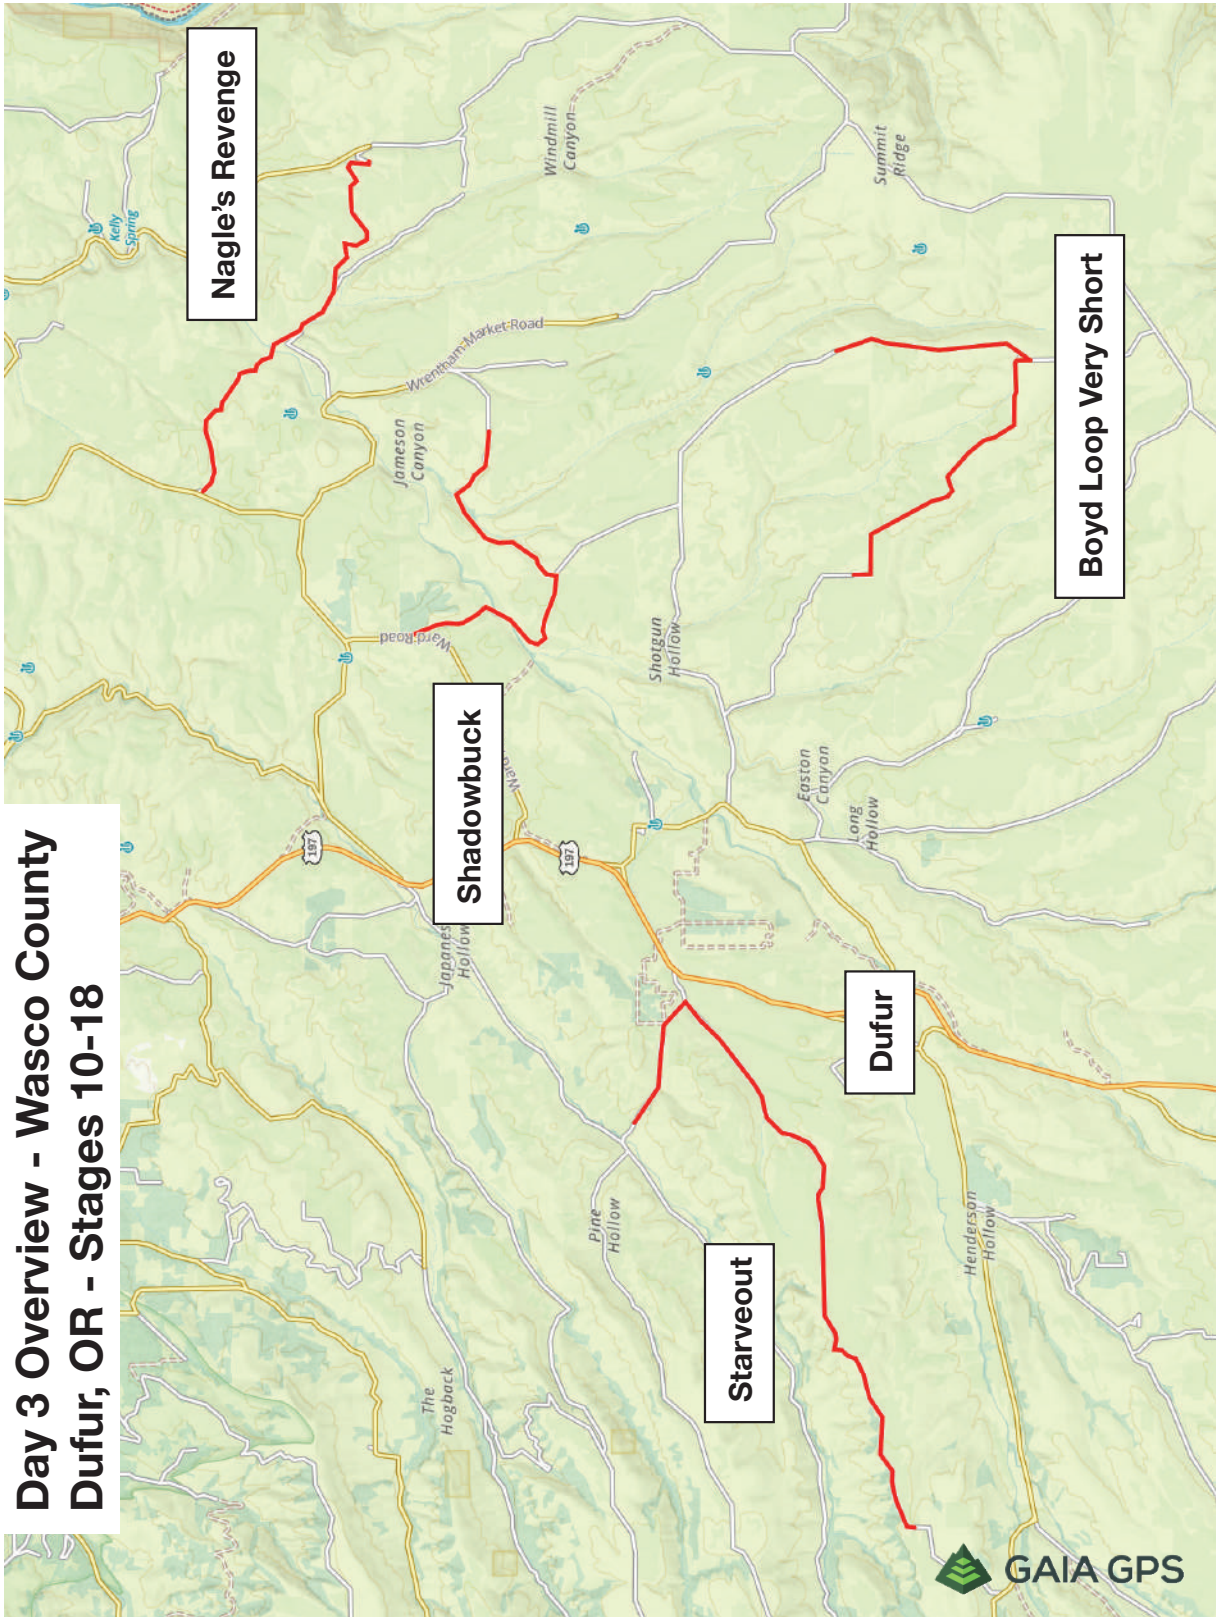 Day 3 Overview - Wasco County
Dufur, OR - Stages 10-18
Nagle's Revenge
Kelly
Spring
Windmill
Canyon
Summit
Ridge
Wrentham Market Road
Jameson
Canyon
Boyd Loop Very Short
Ward Road
Shotgun
Hollow
Shadowbuck
Ward
197
197
Easton
Canyon
Long
Hollow
Japanes
Hollow
Dufur
Pine
Hollow
Henderson
Hollow
Starveout
The
Hogback
GAIA GPS